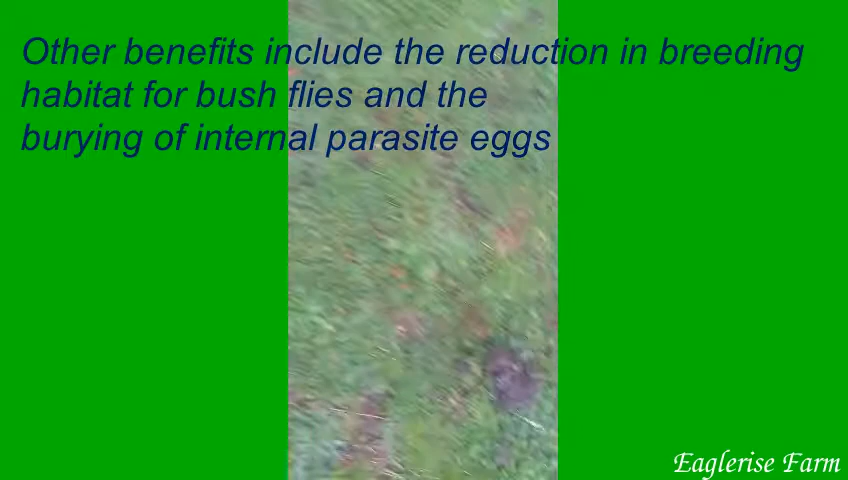 Other benefits include the reduction in breeding
habitat for bush flies and the
burying of internal parasite eggs
Eaglerise Farm